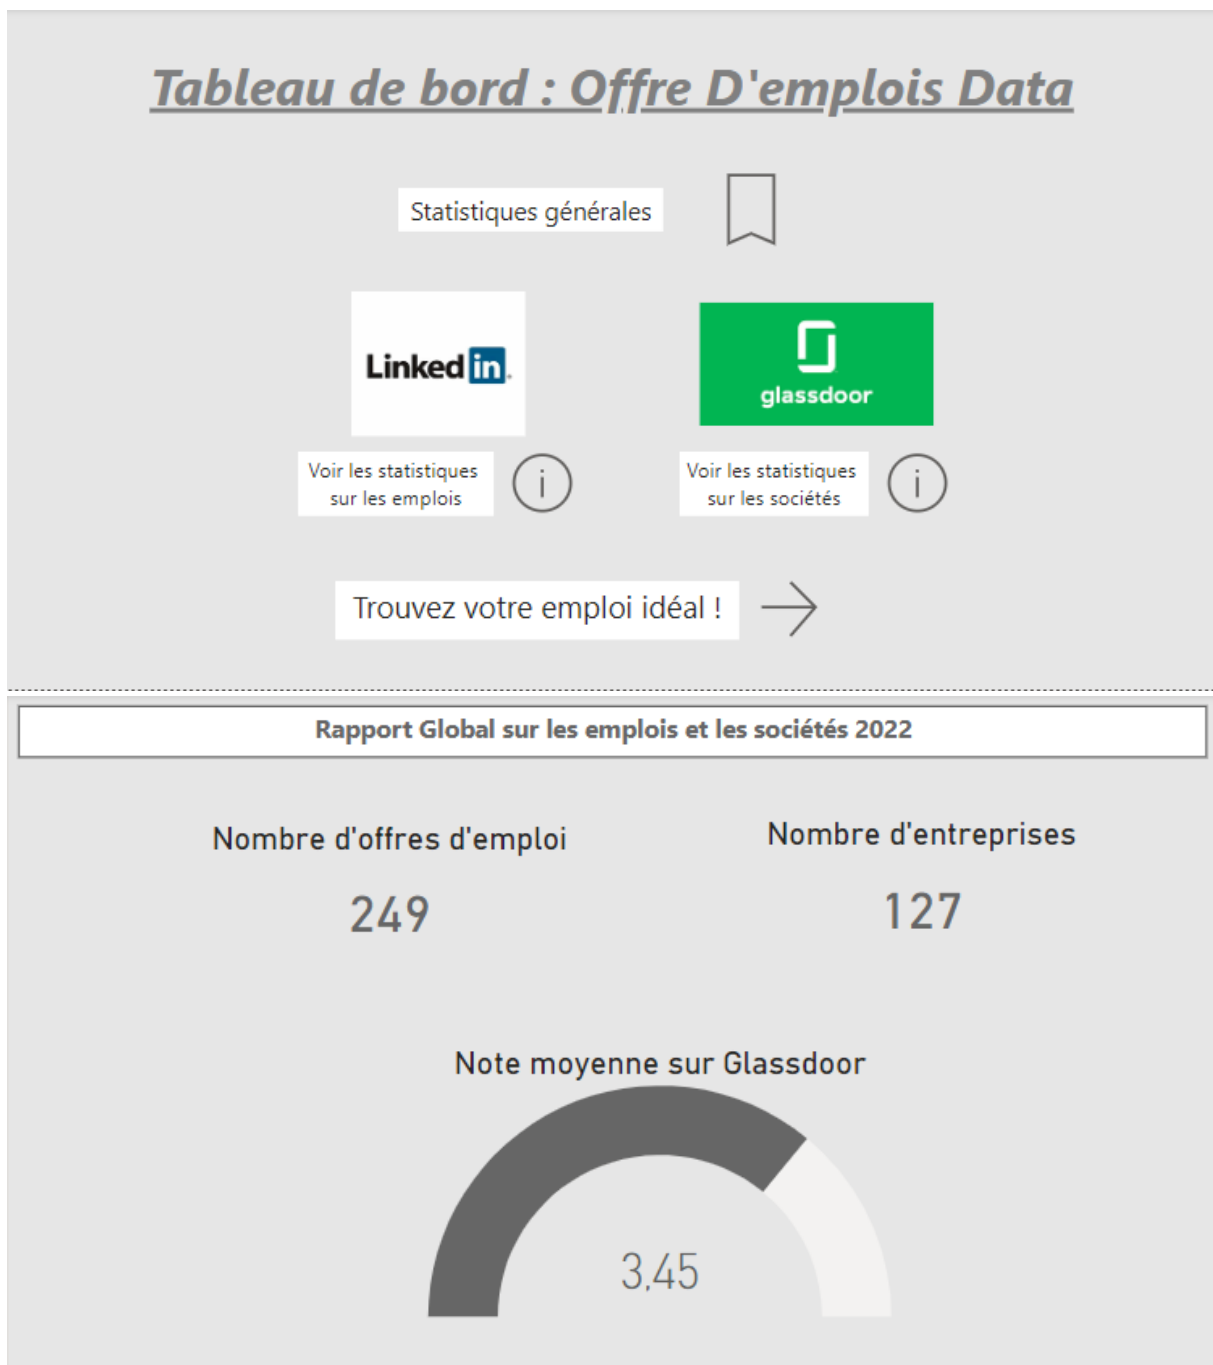 Tableau de bord : Offre D'emplois Data
Statistiques générales
Linked in
glassdoor
Voir les statistiques
sur les emplois
i
Voir les statistiques
sur les sociétés
i
Trouvez votre emploi idéal !
Rapport Global sur les emplois et les sociétés 2022
Nombre d'offres d'emploi
249
Nombre d'entreprises
127
Note moyenne sur Glassdoor
3,45